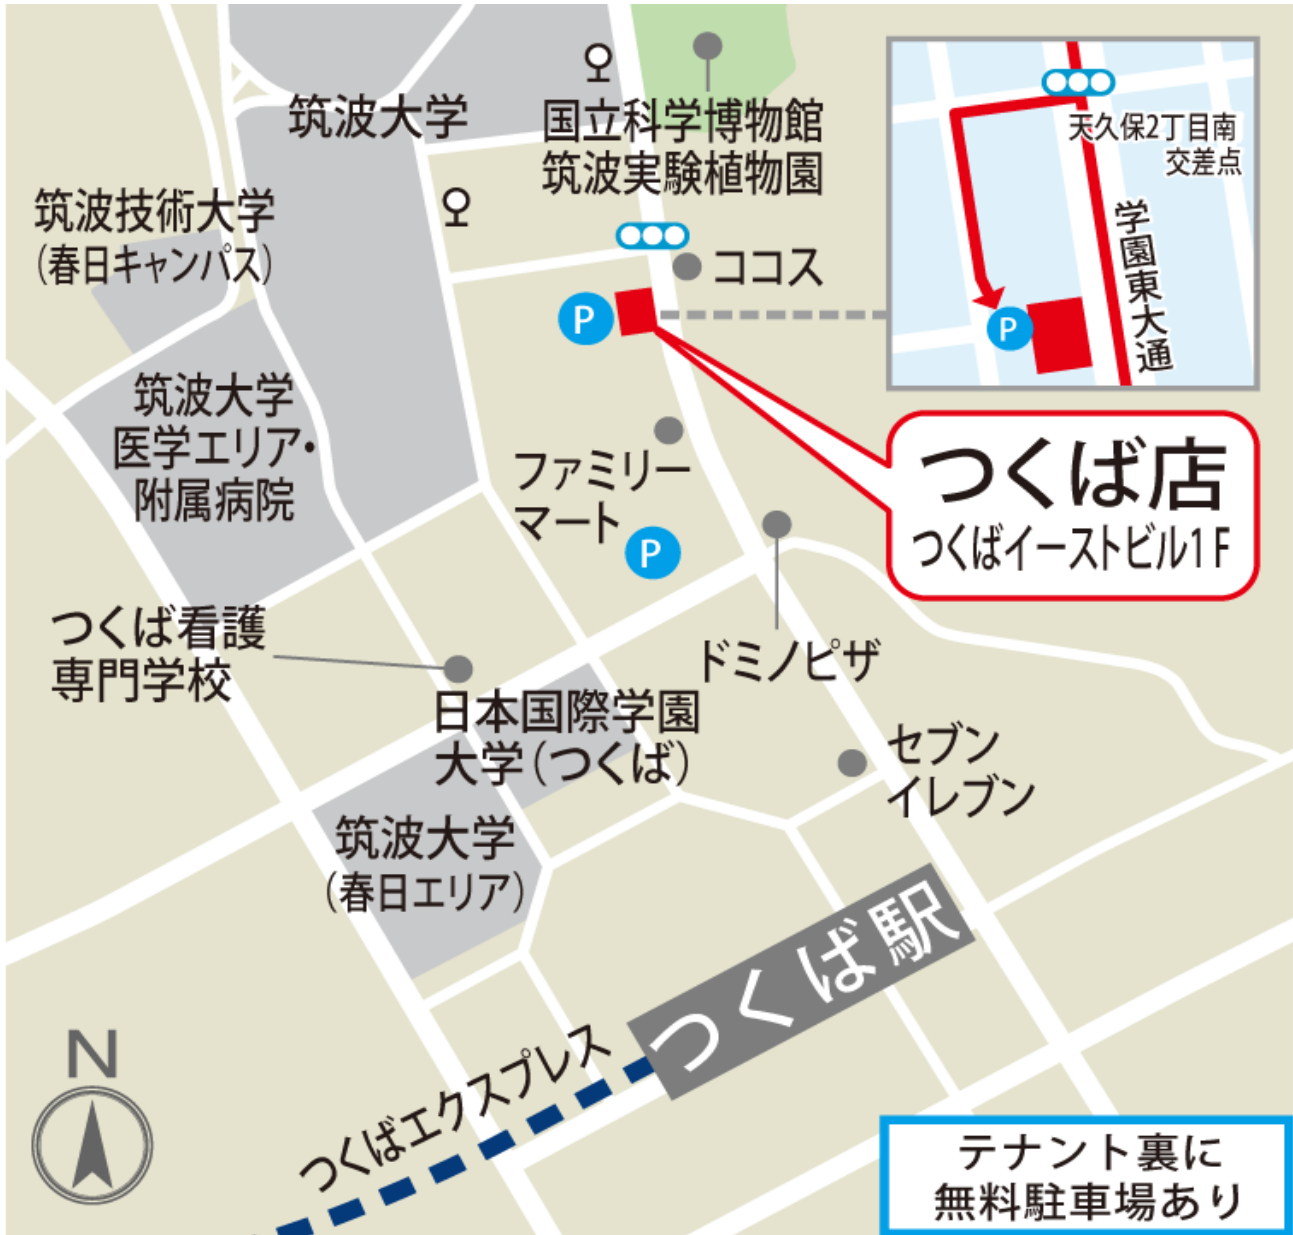 筑波大学
国立科学博物館
筑波実験植物園
天久保2丁目南
交差点
学園東大通
P
筑波技術大学
(春日キャンパス)
ココス
P
筑波大学
医学エリア・
附属病院
ファミリー
マート
P
つくば店
つくばイーストビル1F
つくば看護
専門学校
ドミノピザ
日本国際学園
大学(つくば)
セブン
イレブン
筑波大学
(春日エリア)
つくば駅
つくばエクスプレス
N
テナント裏に
無料駐車場あり